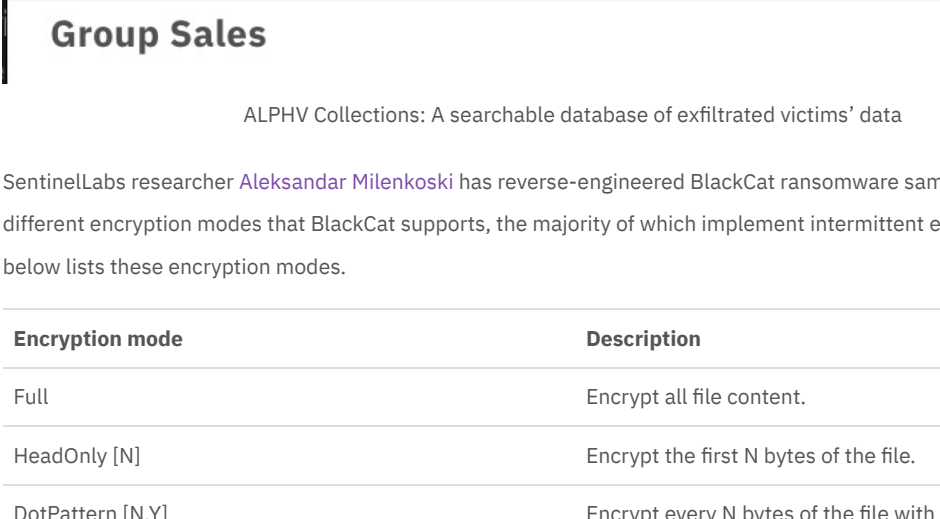 Group Sales
ALPHV Collections: A searchable database of exfiltrated victims’ data
SentinelLabs researcher Aleksandar Milenkoski has reverse-engineered BlackCat ransomware sam
different encryption modes that BlackCat supports, the majority of which implement intermittent e
below lists these encryption modes.
Encryption mode Description
Full Encrypt all file content.
HeadOnly [N] Encrypt the first N bytes of the file.
DotPattern [N,Y] Encrypt every N bytes of the file with